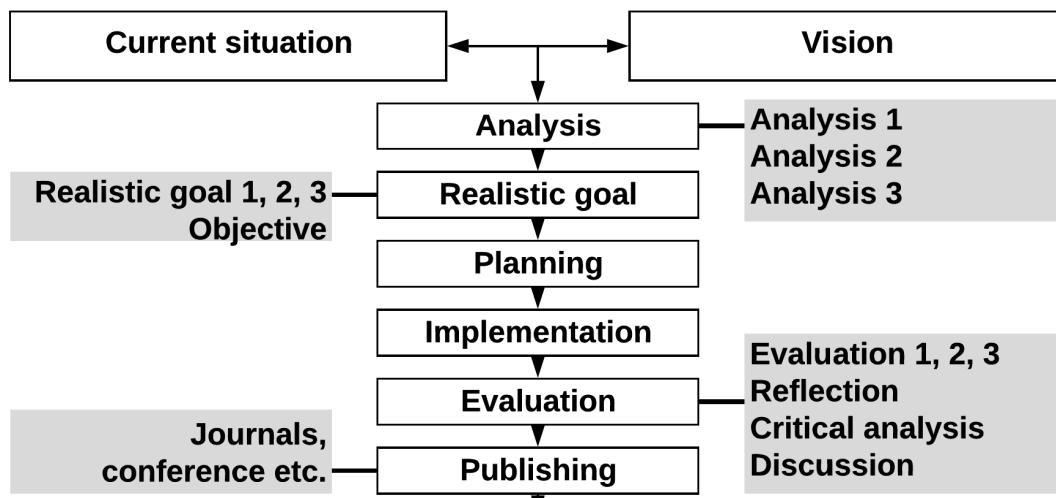 Current situation
Vision
Analysis
Analysis 1
Analysis 2
Analysis 3
Realistic goal 1, 2, 3
Objective
Realistic goal
Planning
Implementation
Evaluation
Evaluation 1, 2, 3
Reflection
Critical analysis
Discussion
Journals,
conference etc.
Publishing